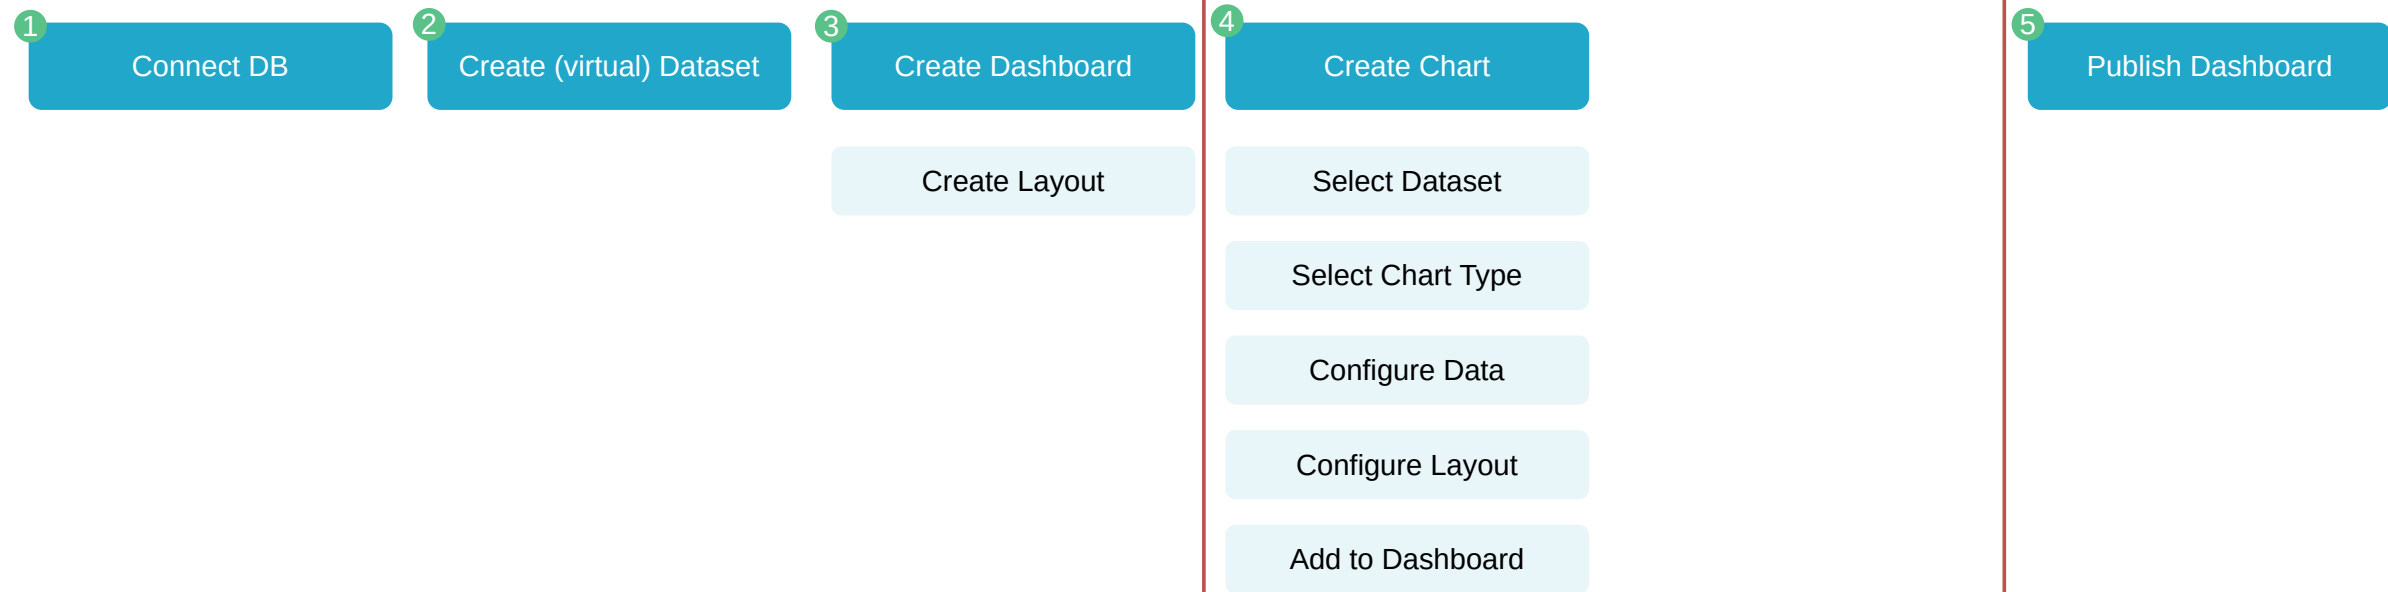 1
Connect DB
2
Create (virtual) Dataset
3
Create Dashboard
Create Layout
4
Create Chart
Select Dataset
Select Chart Type
Configure Data
Configure Layout
Add to Dashboard
5
Publish Dashboard